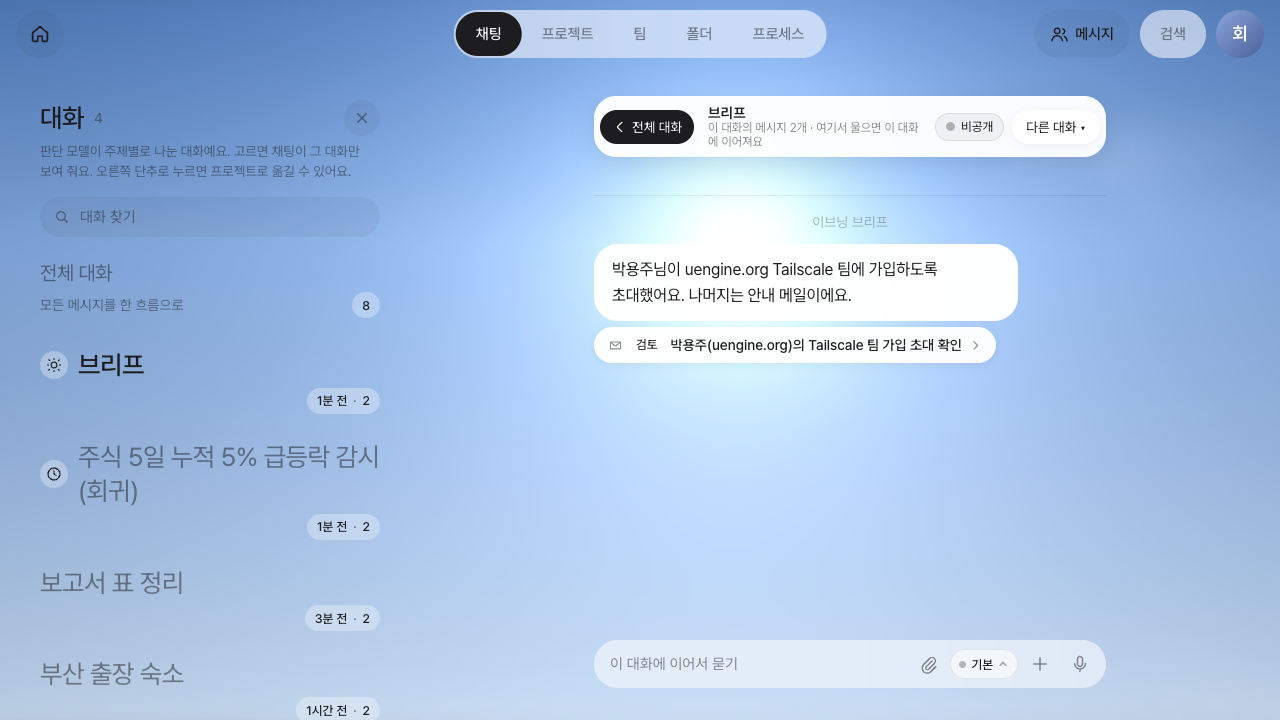 채팅
프로젝트
팀
폴더
프로세스
메시지
검색
회
대화 4
판단 모델이 주제별로 나눈 대화예요. 고르면 채팅이 그 대화만
보여 줘요. 오른쪽 단추로 누르면 프로젝트로 옮길 수 있어요.
대화 찾기
전체 대화
모든 메시지를 한 흐름으로
8
브리프
1분 전 · 2
주식 5일 누적 5% 급등락 감시
(회귀)
1분 전 · 2
보고서 표 정리
3분 전 · 2
부산 출장 숙소
1시간 전 · 2
전체 대화
브리프
이 대화의 메시지 2개 · 여기서 물으면 이 대화
에 이어져요
비공개
다른 대화 ▾
이브닝 브리프
박용주님이 uengine.org Tailscale 팀에 가입하도록
초대했어요. 나머지는 안내 메일이에요.
검토 박용주(uengine.org)의 Tailscale 팀 가입 초대 확인
이 대화에 이어서 묻기
기본